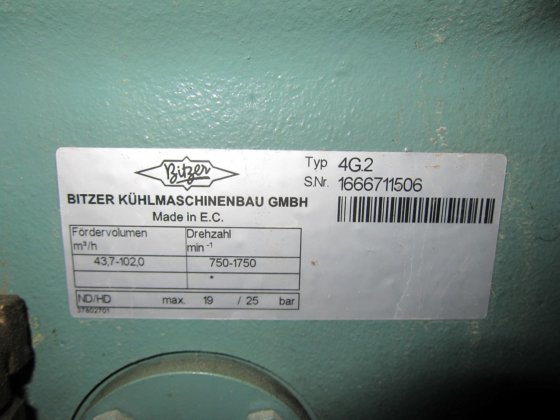 Bitzer
BITZER KÜHLMASCHINENBAU GMBH
Made in E.C.
Typ 4G.2
S.Nr. 1666711506
Fördervolumen m³/h
Drehzahl min⁻¹
43,7-102,0 750-1750
*
ND/HD max. 19 / 25 bar
37602701